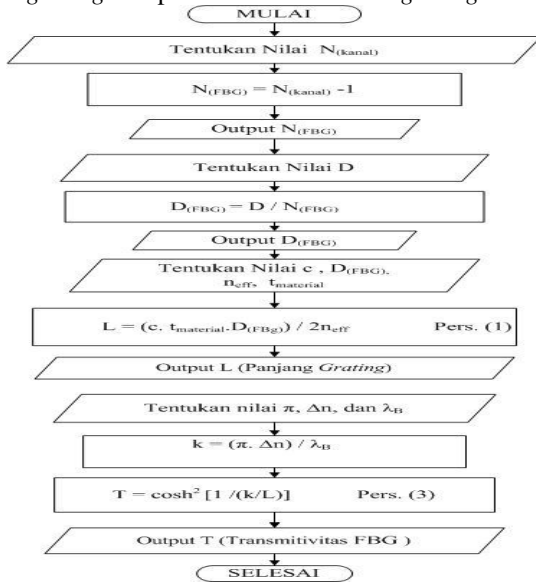 MULAI
Tentukan Nilai N(kanal)
N(FBG) = N(kanal) -1
Output N(FBG)
Tentukan Nilai D
D(FBG) = D / N(FBG)
Output D(FBG)
Tentukan Nilai c , D(FBG),
neff, tmaterial
L = (c. tmaterial.D(FBg)) / 2neff Pers. (1)
Output L (Panjang Grating)
Tentukan nilai π, Δn, dan λB
k = (π. Δn) / λB
T = cosh² [1 /(k/L)] Pers. (3)
Output T (Transmitivitas FBG )
SELESAI